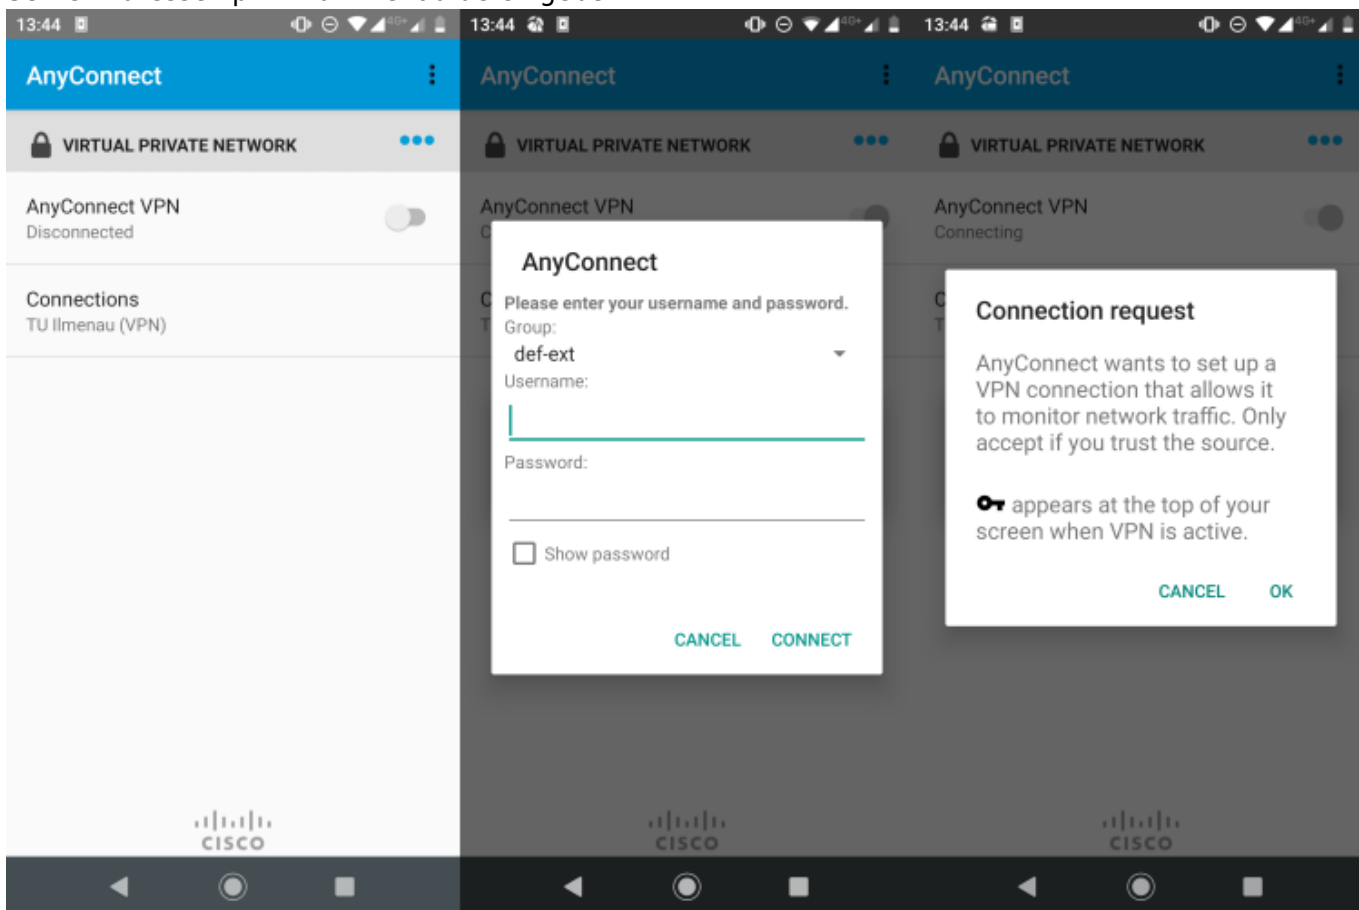 13:44
4G+
AnyConnect
VIRTUAL PRIVATE NETWORK
AnyConnect VPN
Disconnected
Connections
TU Ilmenau (VPN)
CISCO
13:44
4G+
AnyConnect
VIRTUAL PRIVATE NETWORK
AnyConnect VPN
C
AnyConnect
Please enter your username and password.
Group:
def-ext
Username:
Password:
Show password
CANCEL CONNECT
C
T
CISCO
13:44
4G+
AnyConnect
VIRTUAL PRIVATE NETWORK
AnyConnect VPN
Connecting
C
T
Connection request
AnyConnect wants to set up a
VPN connection that allows it
to monitor network traffic. Only
accept if you trust the source.
appears at the top of your
screen when VPN is active.
CANCEL OK
CISCO